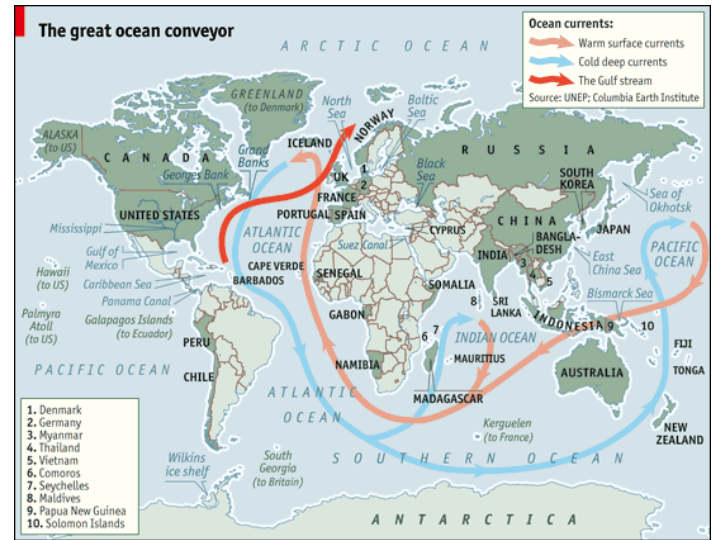 The great ocean conveyor
Ocean currents:
Warm surface currents
Cold deep currents
The Gulf stream
Source: UNEP; Columbia Earth Institute
ARCTIC OCEAN
GREENLAND
(to Denmark)
North
Sea
Baltic
Sea
NORWAY
ALASKA
(to US)
ICELAND
RUSSIA
CANADA
Grand
Banks
Georges Bank
UK
1
2
Black
Sea
SOUTH
KOREA
Sea of
Okhotsk
FRANCE
UNITED STATES
PORTUGAL SPAIN
CHINA
JAPAN
Mississippi
ATLANTIC
OCEAN
Suez Canal
CYPRUS
BANGLA-
DESH
PACIFIC
OCEAN
Gulf of
Mexico
INDIA
3
East
China Sea
Hawaii
(to US)
CAPE VERDE
SENEGAL
4
5
Caribbean Sea
BARBADOS
SOMALIA
Panama Canal
8
SRI
LANKA
Bismarck Sea
Palmyra
Atoll
(to US)
Galapagos Islands
(to Ecuador)
GABON
INDONESIA
9
10
6
7
INDIAN OCEAN
PERU
MAURITIUS
FIJI
NAMIBIA
AUSTRALIA
TONGA
PACIFIC OCEAN
CHILE
ATLANTIC
OCEAN
MADAGASCAR
NEW
ZEALAND
Kerguelen
(to France)
Wilkins
ice shelf
South
Georgia
(to Britain)
SOUTHERN OCEAN
ANTARCTICA
1. Denmark
2. Germany
3. Myanmar
4. Thailand
5. Vietnam
6. Comoros
7. Seychelles
8. Maldives
9. Papua New Guinea
10. Solomon Islands